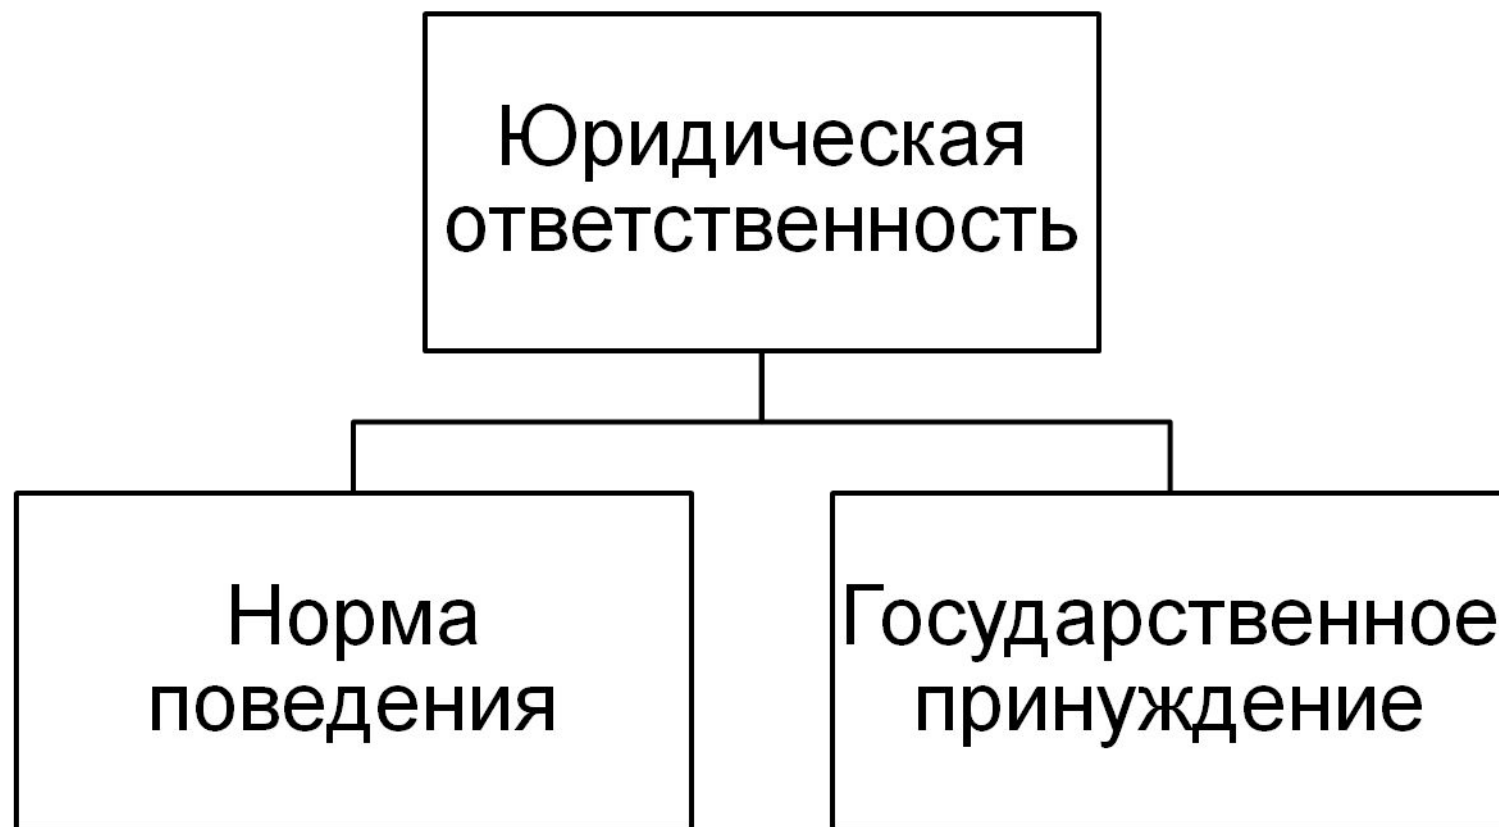 Юридическая
ответственность
Норма
поведения
Государственное
принуждение